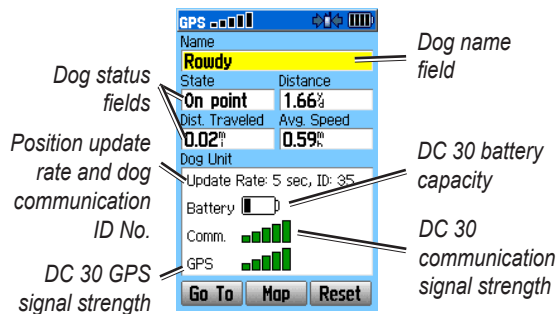 GPS
Name
Rowdy
State Distance
On point 1.66 yd
Dist. Traveled Avg. Speed
0.02 mi 0.59 mh
Dog Unit
Update Rate: 5 sec, ID: 35
Battery
Comm.
GPS
Go To Map Reset
Dog status
fields
Position update
rate and dog
communication
ID No.
DC 30 GPS
signal strength
Dog name
field
DC 30 battery
capacity
DC 30
communication
signal strength